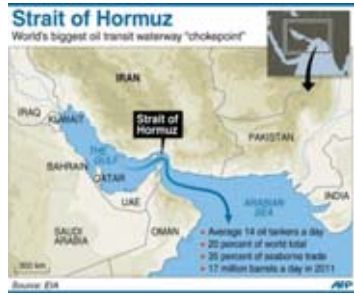 Strait of Hormuz
World's biggest oil transit waterway "chokepoint"
IRAN
IRAQ
KUWAIT
Strait of
Hormuz
PAKISTAN
THE
GULF
BAHRAIN
QATAR
INDIA
UAE
ARABIAN
SEA
SAUDI
ARABIA
OMAN
Average 14 oil tankers a day
20 percent of world total
35 percent of seaborne trade
17 million barrels a day in 2011
300 km
Source: EIA
AFP